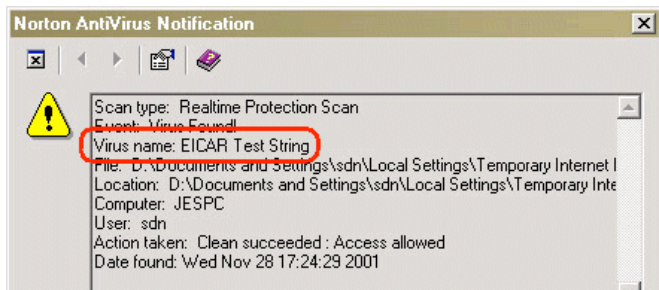 Norton AntiVirus Notification
Scan type: Realtime Protection Scan
Event: Virus Found!
Virus name: EICAR Test String
File: D:\Documents and Settings\sdn\Local Settings\Temporary Internet
Location: D:\Documents and Settings\sdn\Local Settings\Temporary Inte
Computer: JESPC
User: sdn
Action taken: Clean succeeded : Access allowed
Date found: Wed Nov 28 17:24:29 2001